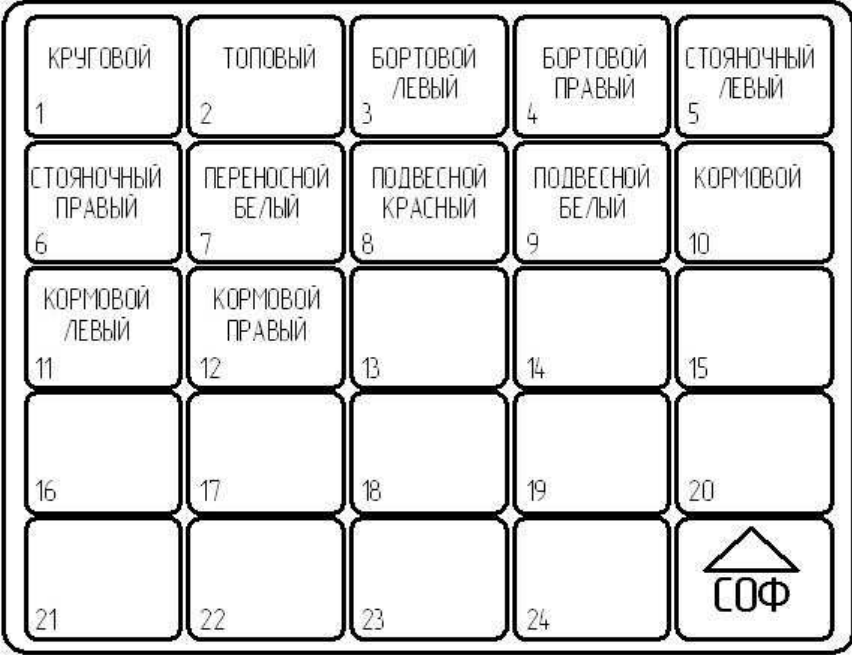 КРУГОВОЙ
1
ТОПОВЫЙ
2
БОРТОВОЙ
ЛЕВЫЙ
3
БОРТОВОЙ
ПРАВЫЙ
4
СТОЯНОЧНЫЙ
ЛЕВЫЙ
5
СТОЯНОЧНЫЙ
ПРАВЫЙ
6
ПЕРЕНОСНОЙ
БЕЛЫЙ
7
ПОДВЕСНОЙ
КРАСНЫЙ
8
ПОДВЕСНОЙ
БЕЛЫЙ
9
КОРМОВОЙ
10
КОРМОВОЙ
ЛЕВЫЙ
11
КОРМОВОЙ
ПРАВЫЙ
12
13
14
15
16
17
18
19
20
21
22
23
24
СОФ